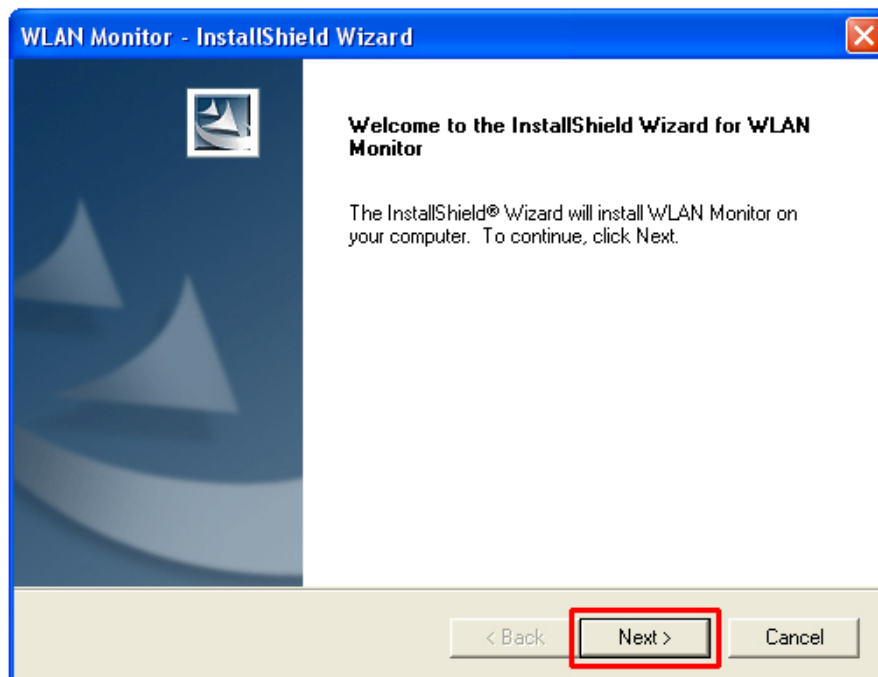 WLAN Monitor - InstallShield Wizard
Welcome to the InstallShield Wizard for WLAN
Monitor
The InstallShield® Wizard will install WLAN Monitor on
your computer.  To continue, click Next.
< Back
Next >
Cancel